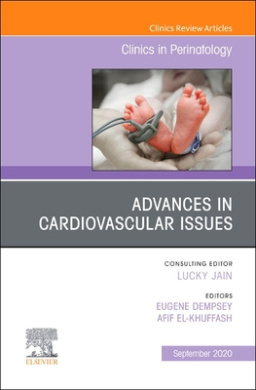 Clinics Review Articles
Clinics in Perinatology
ADVANCES IN
CARDIOVASCULAR ISSUES
CONSULTING EDITOR
LUCKY JAIN
EDITORS
EUGENE DEMPSEY
AFIF EL-KHUFFASH
ELSEVIER
September 2020